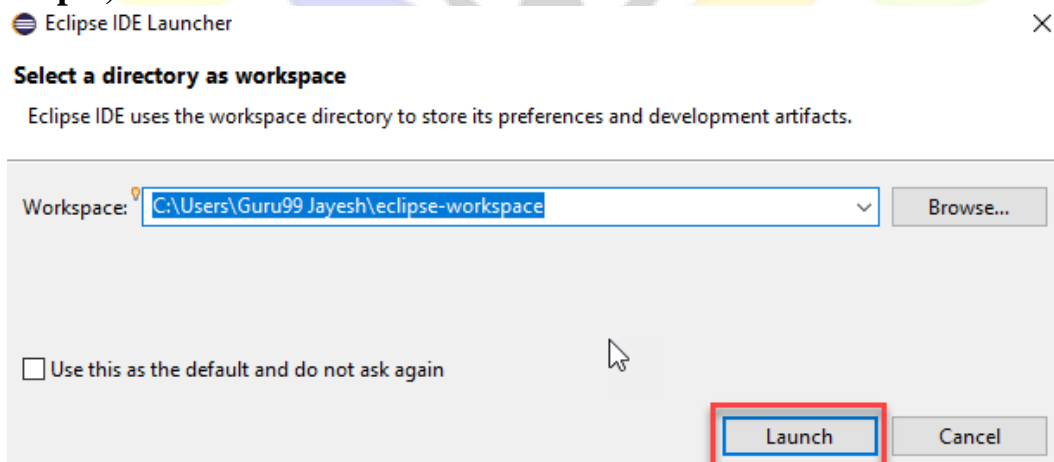 Eclipse IDE Launcher
Select a directory as workspace
Eclipse IDE uses the workspace directory to store its preferences and development artifacts.
Workspace: C:\Users\Guru99 Jayesh\eclipse-workspace Browse...
Use this as the default and do not ask again
Launch Cancel